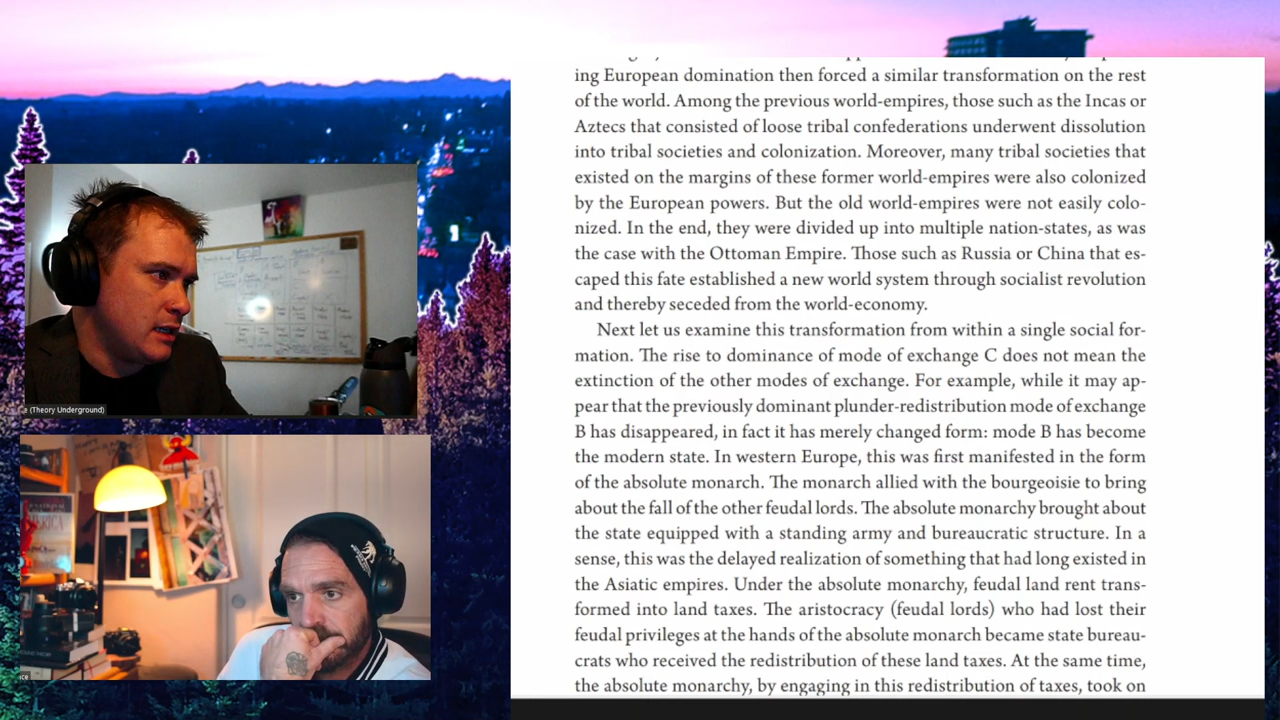 ing European domination then forced a similar transformation on the rest
of the world. Among the previous world-empires, those such as the Incas or
Aztecs that consisted of loose tribal confederations underwent dissolution
into tribal societies and colonization. Moreover, many tribal societies that
existed on the margins of these former world-empires were also colonized
by the European powers. But the old world-empires were not easily colo-
nized. In the end, they were divided up into multiple nation-states, as was
the case with the Ottoman Empire. Those such as Russia or China that es-
caped this fate established a new world system through socialist revolution
and thereby seceded from the world-economy.
Next let us examine this transformation from within a single social for-
mation. The rise to dominance of mode of exchange C does not mean the
extinction of the other modes of exchange. For example, while it may ap-
pear that the previously dominant plunder-redistribution mode of exchange
B has disappeared, in fact it has merely changed form: mode B has become
the modern state. In western Europe, this was first manifested in the form
of the absolute monarch. The monarch allied with the bourgeoisie to bring
about the fall of the other feudal lords. The absolute monarchy brought about
the state equipped with a standing army and bureaucratic structure. In a
sense, this was the delayed realization of something that had long existed in
the Asiatic empires. Under the absolute monarchy, feudal land rent trans-
formed into land taxes. The aristocracy (feudal lords) who had lost their
feudal privileges at the hands of the absolute monarch became state bureau-
crats who received the redistribution of these land taxes. At the same time,
the absolute monarchy, by engaging in this redistribution of taxes, took on
e (Theory Underground)
ce